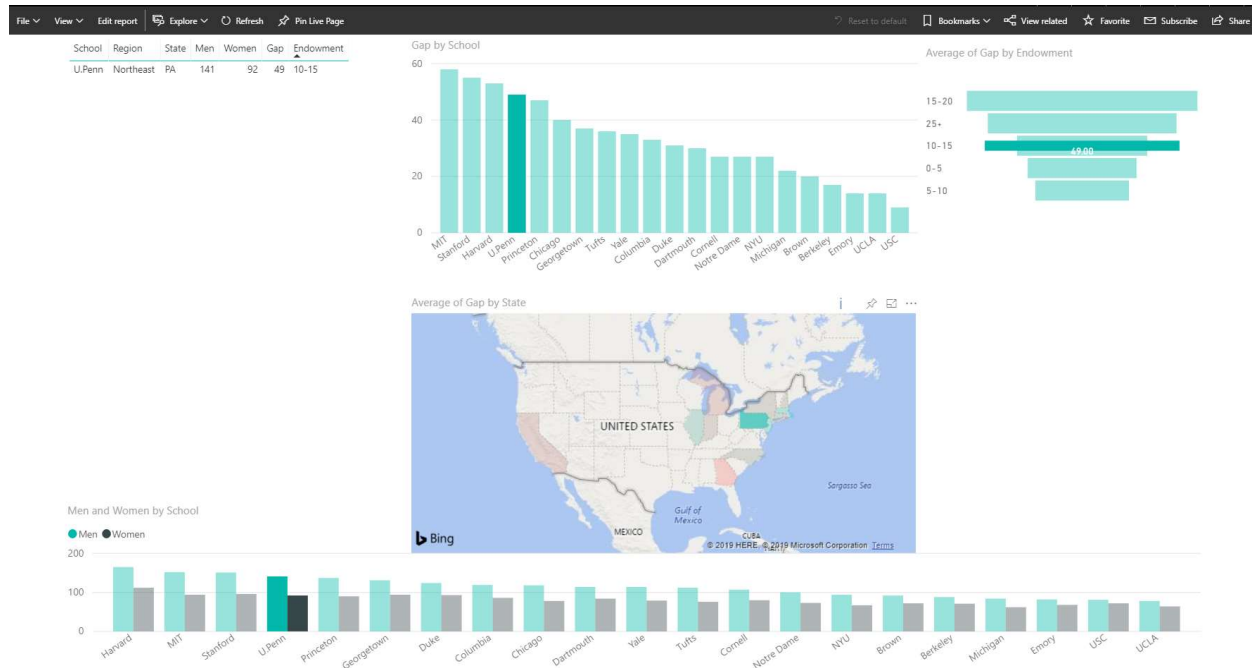 File View Edit report Explore Refresh Pin Live Page Reset to default Bookmarks View related Favorite Subscribe Share
School Region State Men Women Gap Endowment
U.Penn Northeast PA 141 92 49 10-15
Gap by School
60
40
20
0
MIT Stanford Harvard U.Penn Princeton Chicago Georgetown Tufts Yale Columbia Duke Dartmouth Cornell Notre Dame NYU Michigan Brown Berkeley Emory UCLA USC
Average of Gap by Endowment
15-20
25+
10-15
49.00
0-5
5-10
Average of Gap by State
UNITED STATES
Sargasso Sea
Gulf of
Mexico
MEXICO
CUBA
Bing
© 2019 HERE, © 2019 Microsoft Corporation Terms
Men and Women by School
Men Women
200
100
0
Harvard MIT Stanford U.Penn Princeton Georgetown Duke Columbia Chicago Dartmouth Yale Tufts Cornell Notre Dame NYU Brown Berkeley Michigan Emory USC UCLA